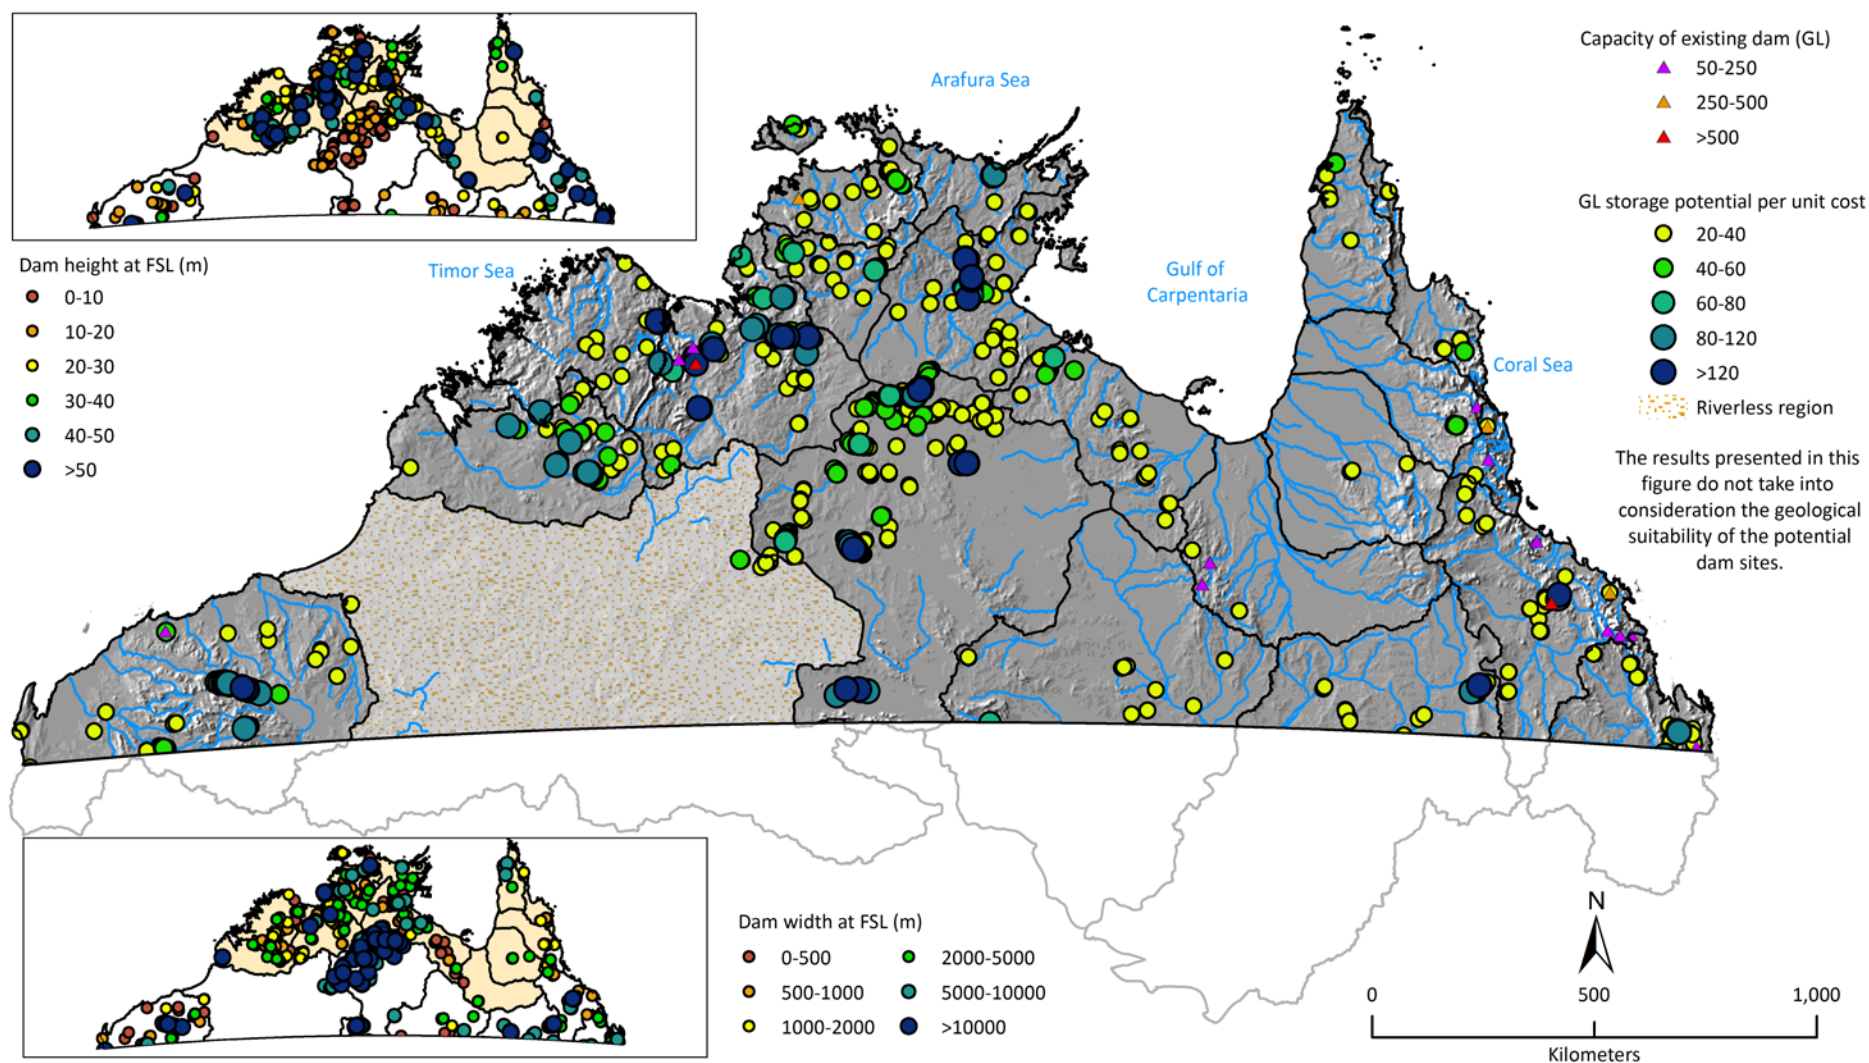 Arafura Sea
Timor Sea
Gulf of
Carpentaria
Coral Sea
Capacity of existing dam (GL)
50-250
250-500
>500
GL storage potential per unit cost
20-40
40-60
60-80
80-120
>120
Riverless region
The results presented in this
figure do not take into
consideration the geological
suitability of the potential
dam sites.
Dam height at FSL (m)
0-10
10-20
20-30
30-40
40-50
>50
Dam width at FSL (m)
0-500
500-1000
1000-2000
2000-5000
5000-10000
>10000
N
0 500 1,000
Kilometers